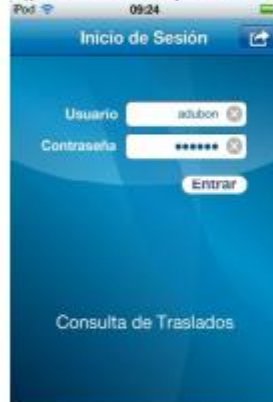 iPod 09:24
Inicio de Sesión
Usuario adubon
Contraseña ••••••
Entrar
Consulta de Traslados